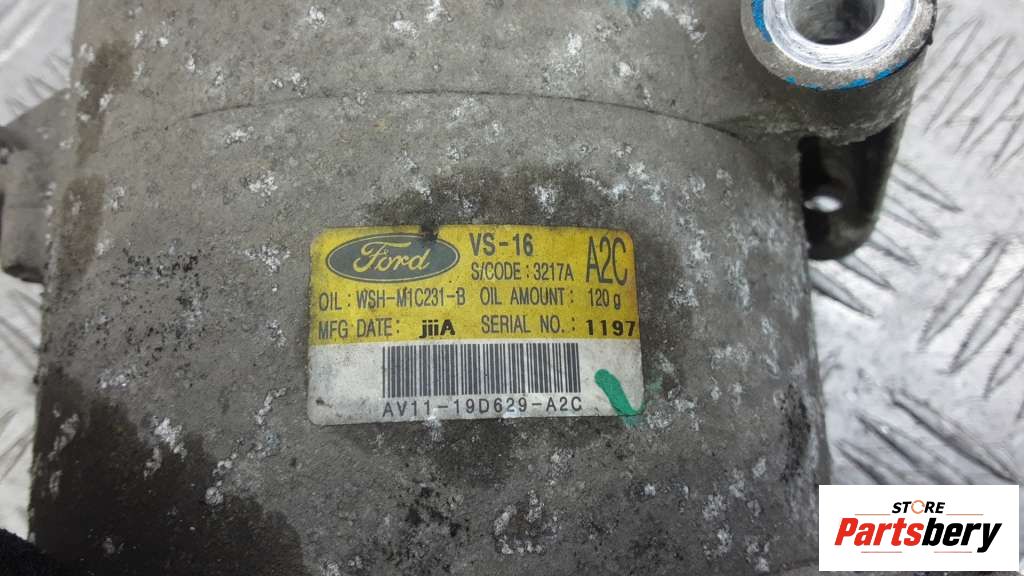 Ford VS-16 A2C
S/CODE : 3217A
OIL : WSH-M1C231-B OIL AMOUNT : 120 g
MFG DATE: jiiA SERIAL NO. : 1197
AV11-19D629-A2C
STORE
Partsbery